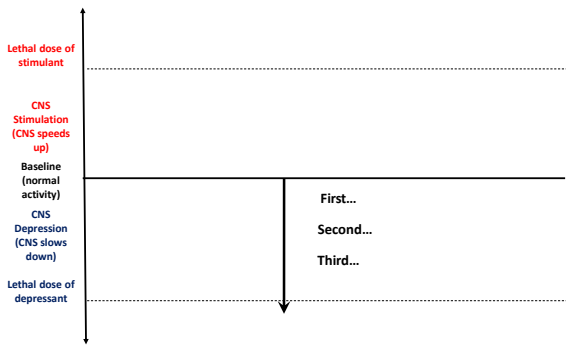 Lethal dose of
stimulant
CNS
Stimulation
(CNS speeds
up)
Baseline
(normal
activity)
CNS
Depression
(CNS slows
down)
Lethal dose of
depressant
First...
Second...
Third...